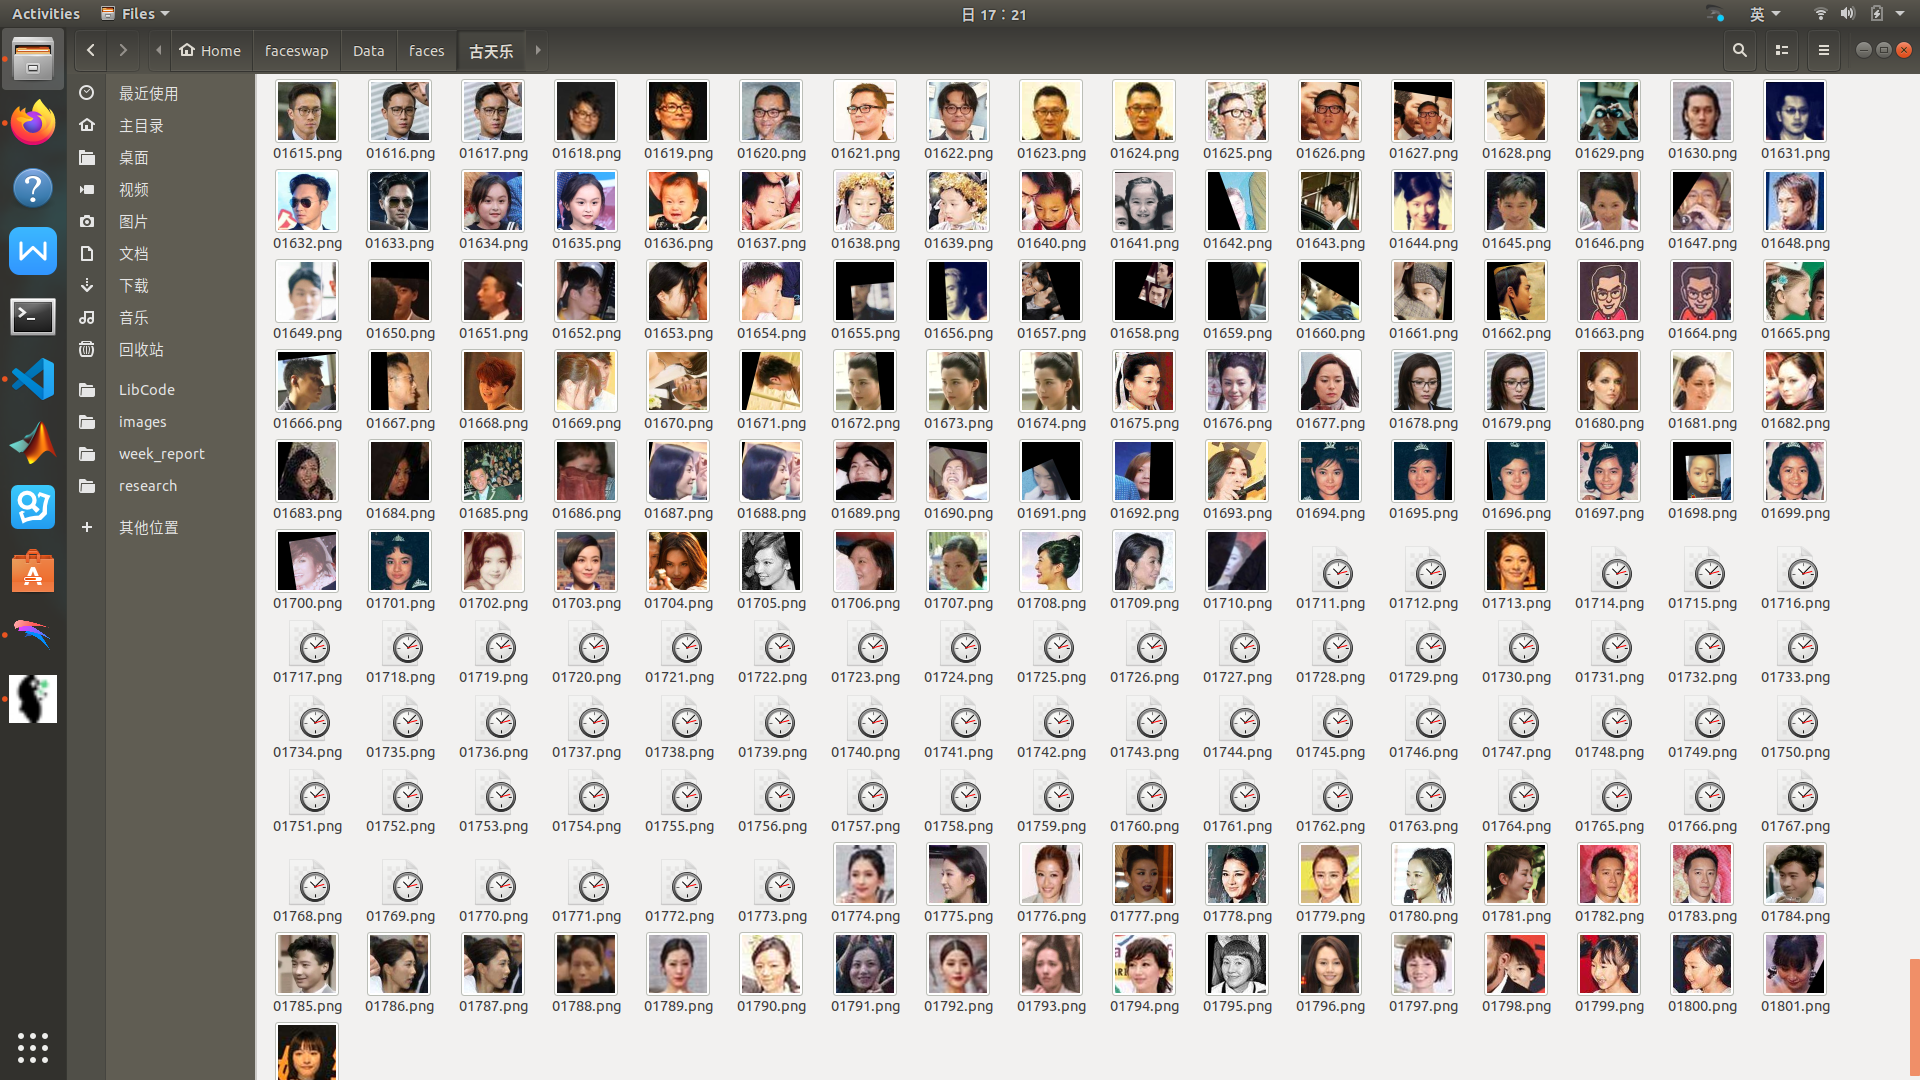 Activities Files 日 17：21 英
Home faceswap Data faces 古天乐
最近使用
主目录
桌面
视频
图片
文档
下载
音乐
回收站
LibCode
images
week_report
research
其他位置
01615.png 01616.png 01617.png 01618.png 01619.png 01620.png 01621.png 01622.png 01623.png 01624.png 01625.png 01626.png 01627.png 01628.png 01629.png 01630.png 01631.png
01632.png 01633.png 01634.png 01635.png 01636.png 01637.png 01638.png 01639.png 01640.png 01641.png 01642.png 01643.png 01644.png 01645.png 01646.png 01647.png 01648.png
01649.png 01650.png 01651.png 01652.png 01653.png 01654.png 01655.png 01656.png 01657.png 01658.png 01659.png 01660.png 01661.png 01662.png 01663.png 01664.png 01665.png
01666.png 01667.png 01668.png 01669.png 01670.png 01671.png 01672.png 01673.png 01674.png 01675.png 01676.png 01677.png 01678.png 01679.png 01680.png 01681.png 01682.png
01683.png 01684.png 01685.png 01686.png 01687.png 01688.png 01689.png 01690.png 01691.png 01692.png 01693.png 01694.png 01695.png 01696.png 01697.png 01698.png 01699.png
01700.png 01701.png 01702.png 01703.png 01704.png 01705.png 01706.png 01707.png 01708.png 01709.png 01710.png 01711.png 01712.png 01713.png 01714.png 01715.png 01716.png
01717.png 01718.png 01719.png 01720.png 01721.png 01722.png 01723.png 01724.png 01725.png 01726.png 01727.png 01728.png 01729.png 01730.png 01731.png 01732.png 01733.png
01734.png 01735.png 01736.png 01737.png 01738.png 01739.png 01740.png 01741.png 01742.png 01743.png 01744.png 01745.png 01746.png 01747.png 01748.png 01749.png 01750.png
01751.png 01752.png 01753.png 01754.png 01755.png 01756.png 01757.png 01758.png 01759.png 01760.png 01761.png 01762.png 01763.png 01764.png 01765.png 01766.png 01767.png
01768.png 01769.png 01770.png 01771.png 01772.png 01773.png 01774.png 01775.png 01776.png 01777.png 01778.png 01779.png 01780.png 01781.png 01782.png 01783.png 01784.png
01785.png 01786.png 01787.png 01788.png 01789.png 01790.png 01791.png 01792.png 01793.png 01794.png 01795.png 01796.png 01797.png 01798.png 01799.png 01800.png 01801.png